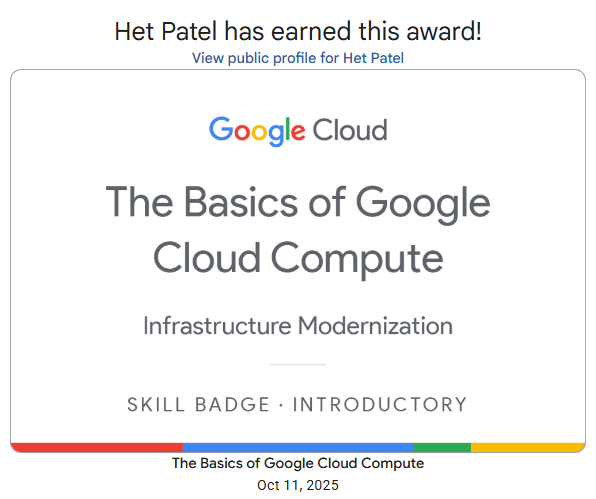 Het Patel has earned this award!
View public profile for Het Patel
Google Cloud
The Basics of Google
Cloud Compute
Infrastructure Modernization
SKILL BADGE · INTRODUCTORY
The Basics of Google Cloud Compute
Oct 11, 2025